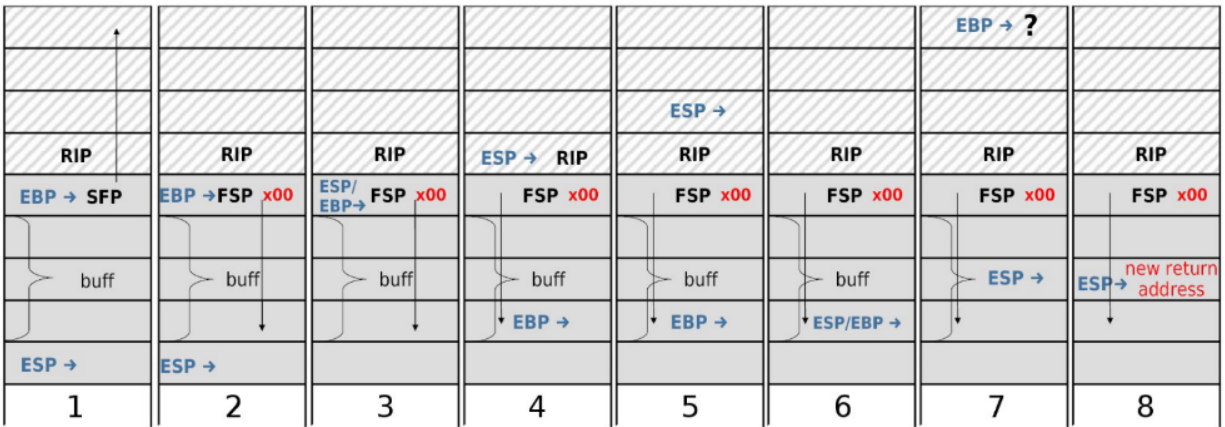 RIP
EBP → SFP
buff
ESP →
1
RIP
EBP → FSP x00
buff
ESP →
2
RIP
ESP/
EBP→ FSP x00
buff
3
ESP → RIP
FSP x00
buff
EBP →
4
ESP →
RIP
FSP x00
buff
EBP →
5
RIP
FSP x00
buff
ESP/EBP →
6
EBP → ?
RIP
FSP x00
ESP →
7
RIP
FSP x00
ESP→ new return
address
8